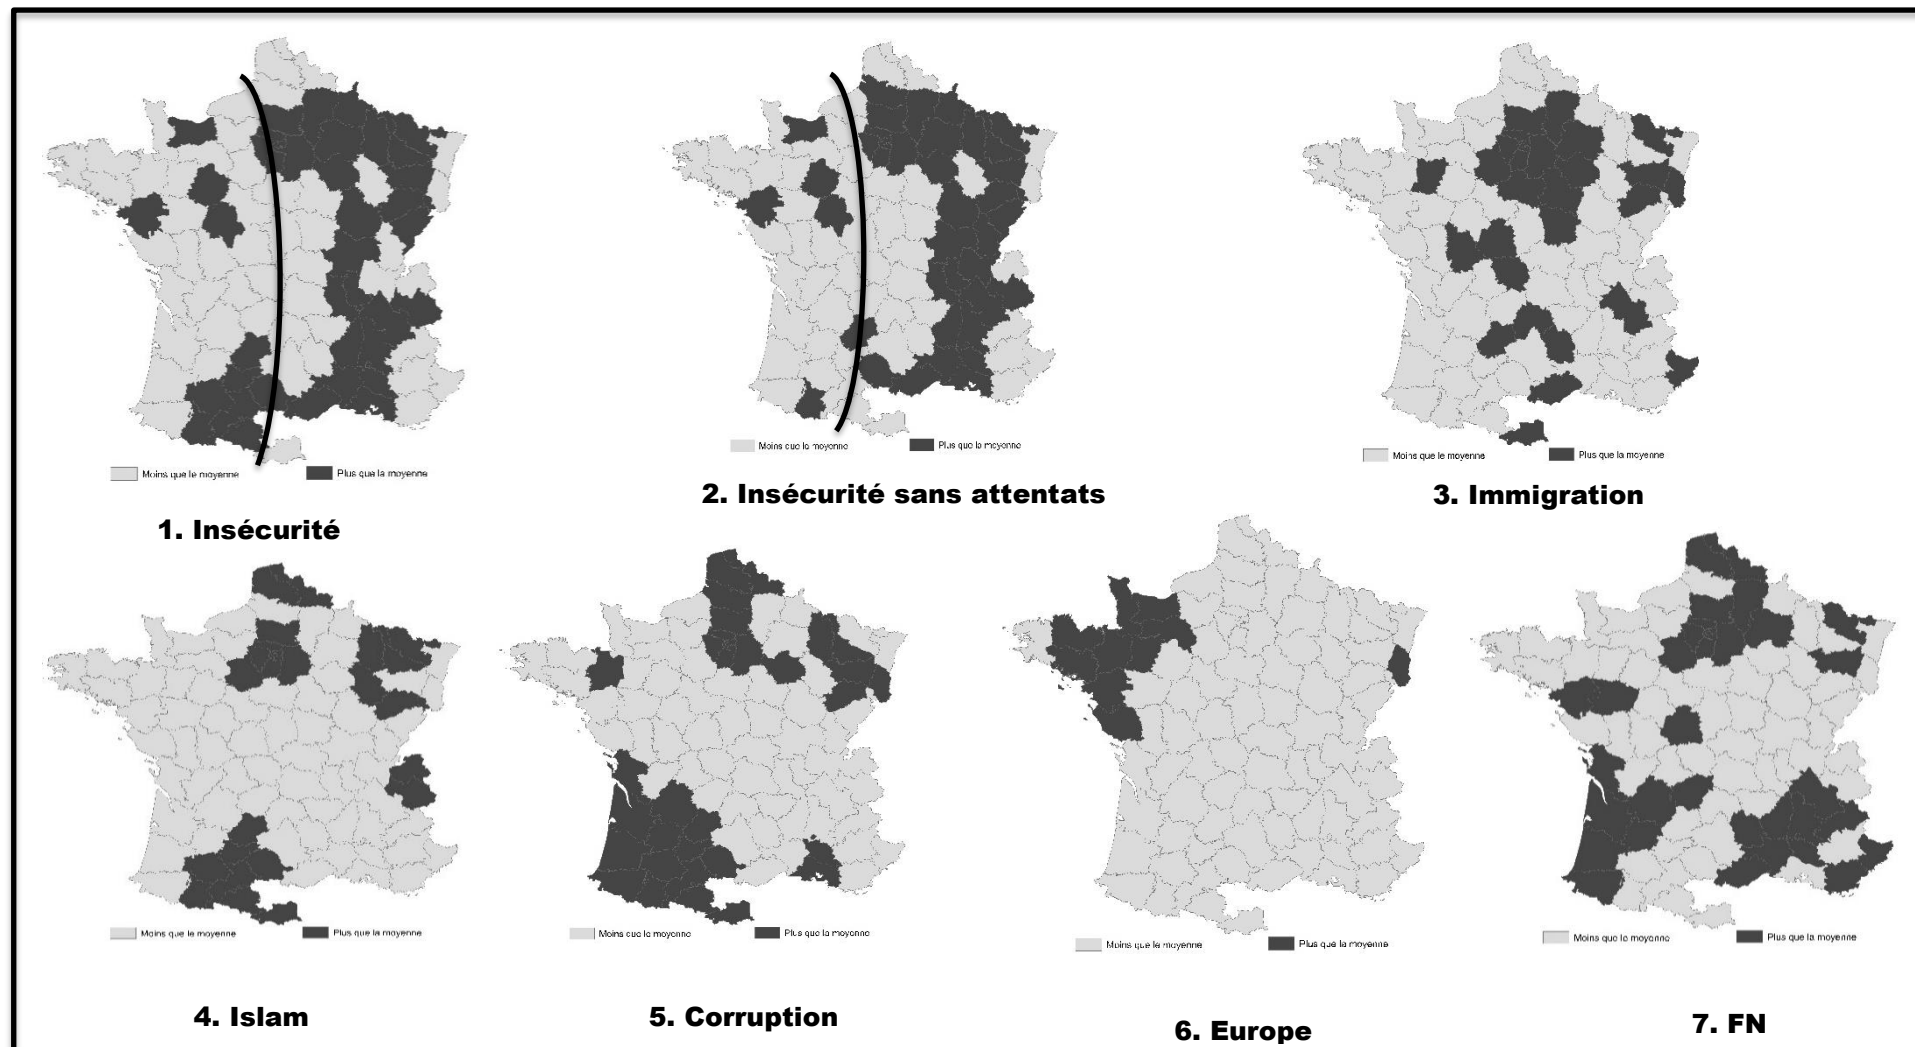 Moins que le moyenne Plus que la moyenne
1. Insécurité
Moins que le moyenne Plus que la moyenne
2. Insécurité sans attentats
Moins que le moyenne Plus que la moyenne
3. Immigration
Moins que le moyenne Plus que la moyenne
4. Islam
Moins que le moyenne Plus que la moyenne
5. Corruption
Moins que le moyenne Plus que la moyenne
6. Europe
Moins que le moyenne Plus que la moyenne
7. FN